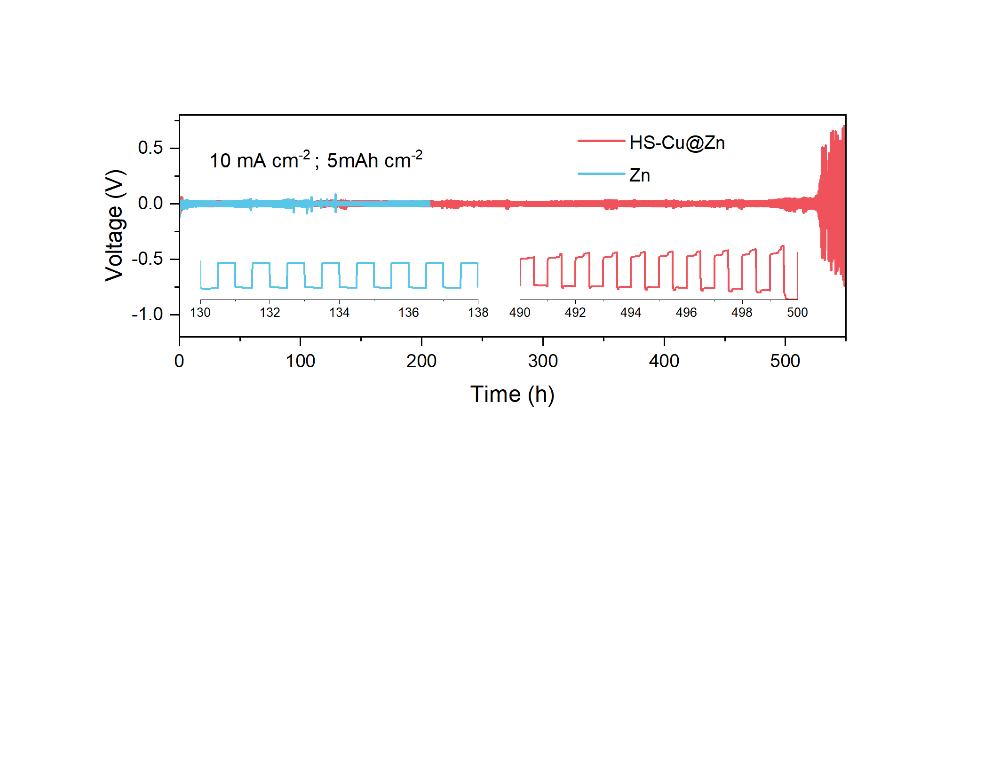 HS-Cu@Zn
10 mA cm⁻² ; 5mAh cm⁻²
Zn
Voltage (V)
0.5
0.0
-0.5
-1.0
130 132 134 136 138
490 492 494 496 498 500
0 100 200 300 400 500
Time (h)